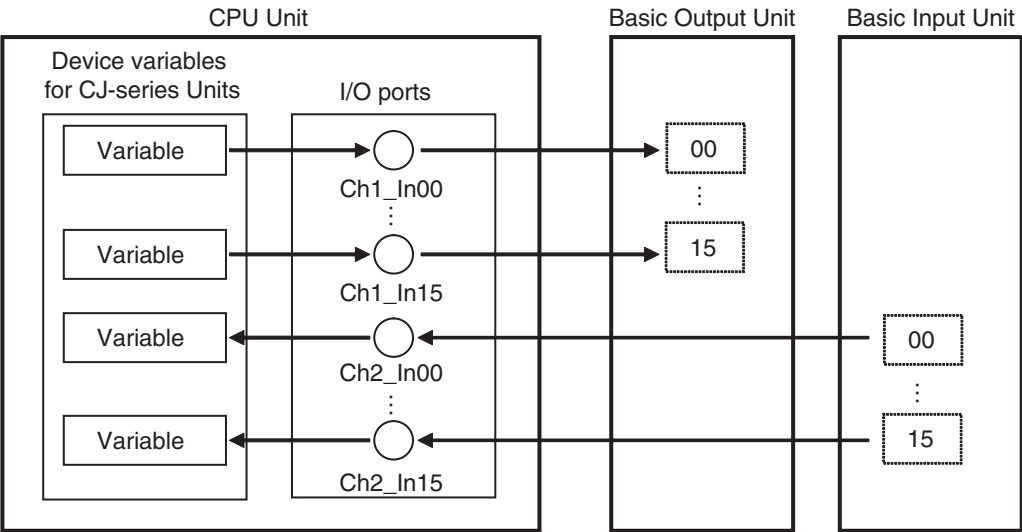 CPU Unit
Basic Output Unit
Basic Input Unit
Device variables
for CJ-series Units
I/O ports
Variable
Ch1_In00
00
⋮
⋮
Variable
Ch1_In15
15
Variable
Ch2_In00
00
⋮
⋮
Variable
Ch2_In15
15